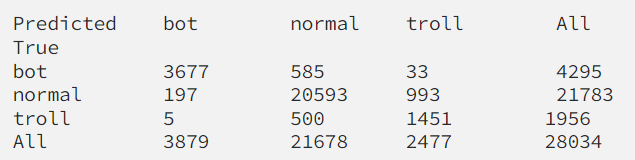 Predicted bot normal troll All
True
bot 3677 585 33 4295
normal 197 20593 993 21783
troll 5 500 1451 1956
All 3879 21678 2477 28034